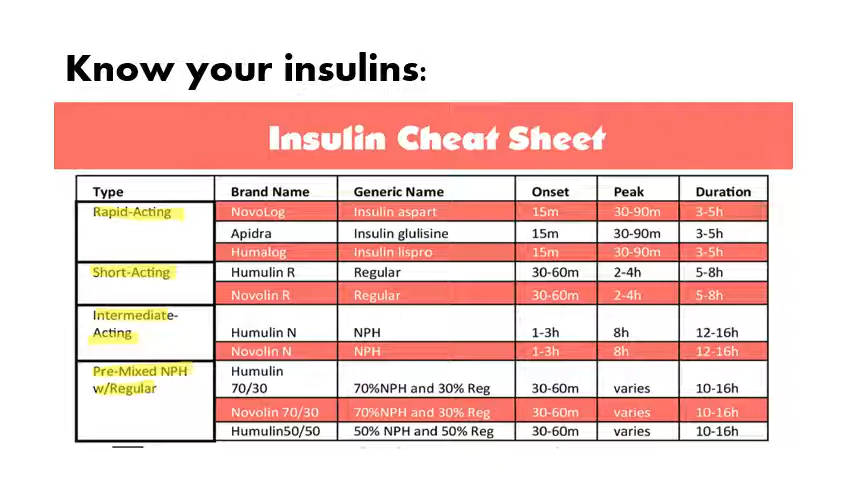 Know your insulins:
Insulin Cheat Sheet
Type Brand Name Generic Name Onset Peak Duration
Rapid-Acting NovoLog Insulin aspart 15m 30-90m 3-5h
Apidra Insulin glulisine 15m 30-90m 3-5h
Humalog Insulin lispro 15m 30-90m 3-5h
Short-Acting Humulin R Regular 30-60m 2-4h 5-8h
Novolin R Regular 30-60m 2-4h 5-8h
Intermediate-
Acting Humulin N NPH 1-3h 8h 12-16h
Novolin N NPH 1-3h 8h 12-16h
Pre-Mixed NPH Humulin
w/Regular 70/30 70%NPH and 30% Reg 30-60m varies 10-16h
Novolin 70/30 70%NPH and 30% Reg 30-60m varies 10-16h
Humulin50/50 50% NPH and 50% Reg 30-60m varies 10-16h